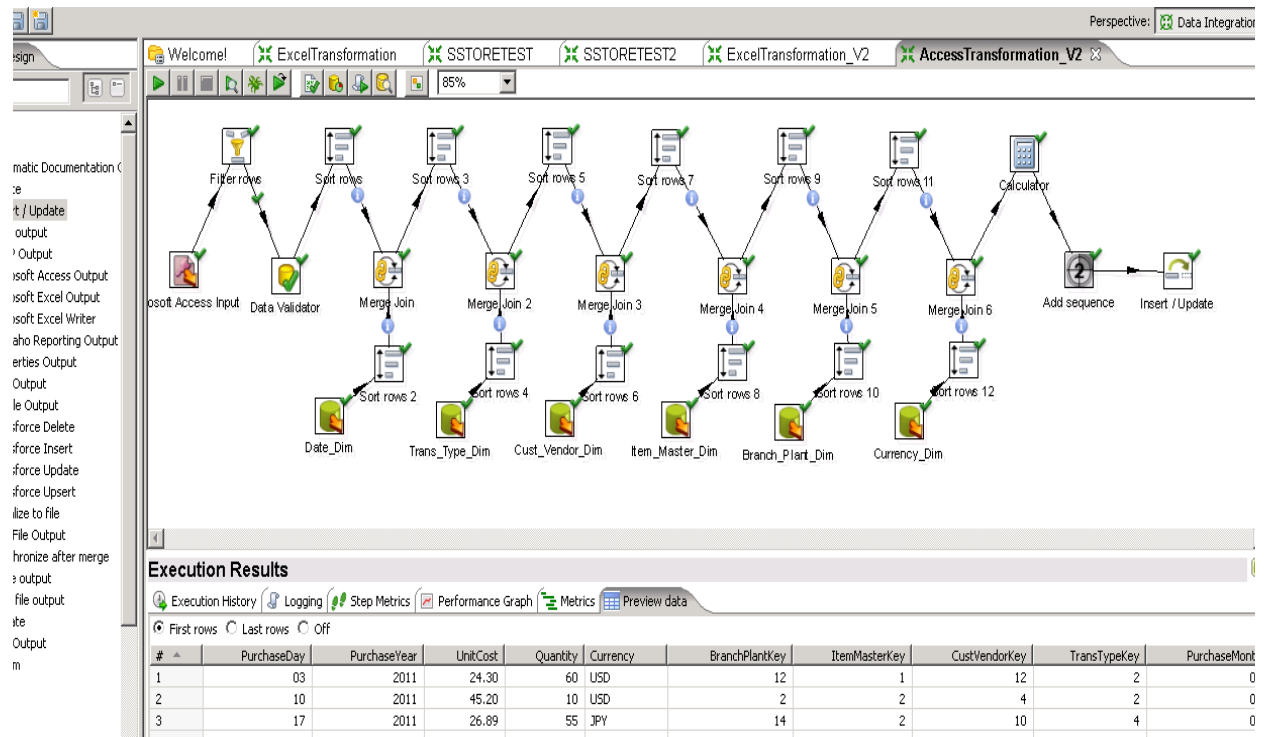 Perspective: Data Integration
esign
Welcome! ExcelTransformation SSTORETEST SSTORETEST2 ExcelTransformation_V2 AccessTransformation_V2
85%
matic Documentation
ce
rt / Update
output
P Output
osoft Access Output
osoft Excel Output
osoft Excel Writer
aho Reporting Output
erties Output
Output
le Output
sforce Delete
sforce Insert
sforce Update
sforce Upsert
alize to file
File Output
hronize after merge
e output
file output
ate
Output
m
Filter rows
Sort rows
Sort rows 3
Sort rows 5
Sort rows 7
Sort rows 9
Sort rows 11
Calculator
osoft Access Input
Data Validator
Merge Join
Merge Join 2
Merge Join 3
Merge Join 4
Merge Join 5
Merge Join 6
2
Add sequence
Insert / Update
Sort rows 2
Sort rows 4
Sort rows 6
Sort rows 8
Sort rows 10
Sort rows 12
Date_Dim
Trans_Type_Dim
Cust_Vendor_Dim
Item_Master_Dim
Branch_Plant_Dim
Currency_Dim
Execution Results
Execution History Logging Step Metrics Performance Graph Metrics Preview data
First rows Last rows Off
# PurchaseDay PurchaseYear UnitCost Quantity Currency BranchPlantKey ItemMasterKey CustVendorKey TransTypeKey PurchaseMont
1 03 2011 24.30 60 USD 12 1 12 2 0
2 10 2011 45.20 10 USD 2 2 4 2 0
3 17 2011 26.89 55 JPY 14 2 10 4 0